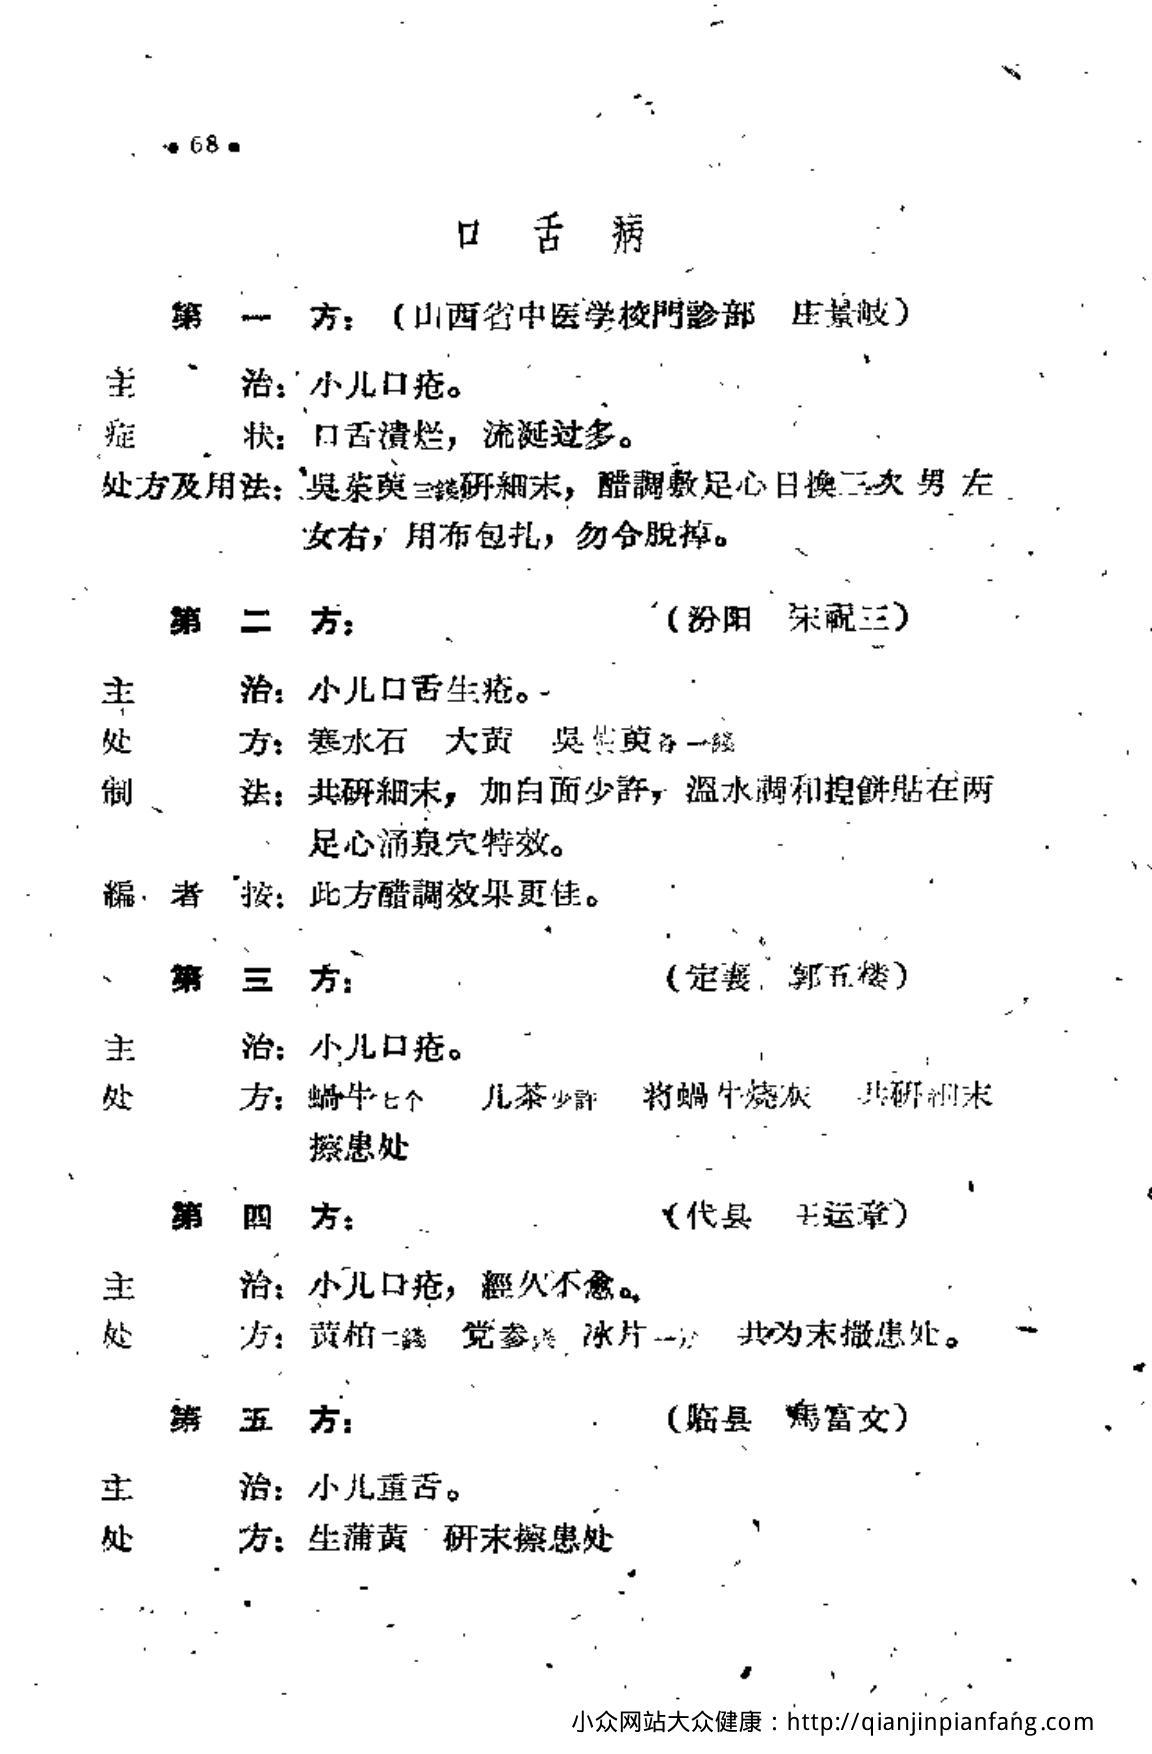 • 68 •
口 舌 病
第 一 方：（山西省中医学校門診部 庄景岐）
主 治：小儿口疮。
症 状：口舌潰烂，流涎过多。
处方及用法：吳茱萸三錢研細末，醋調敷足心日換三次 男 左
女右，用布包扎，勿令脫掉。
第 二 方： （汾阳 宋祝三）
主 治：小儿口舌生疮。
处 方：寒水石 大黄 吳茱萸各一錢
制 法：共研細末，加白面少許，溫水調和捏餅貼在两
足心涌泉穴特效。
編 者 按：此方醋調效果更佳。
第 三 方： （定襄 郭五楼）
主 治：小儿口疮。
处 方：蝸牛七个 儿茶少許 将蝸牛烧灰 共研細末
擦患处
第 四 方： （代县 王运章）
主 治：小儿口疮，經久不愈。
处 方：黄柏一錢 党参 冰片一分 共为末撒患处。
第 五 方： （临县 馬富文）
主 治：小儿重舌。
处 方：生蒲黄 研末擦患处
小众网站大众健康：http://qianjinpianfang.com